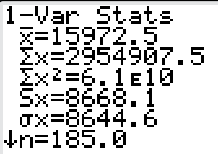 1-Var Stats
x̄=15972.5
Σx=2954907.5
Σx²=6.1ᴇ10
Sx=8668.1
σx=8644.6
↓n=185.0